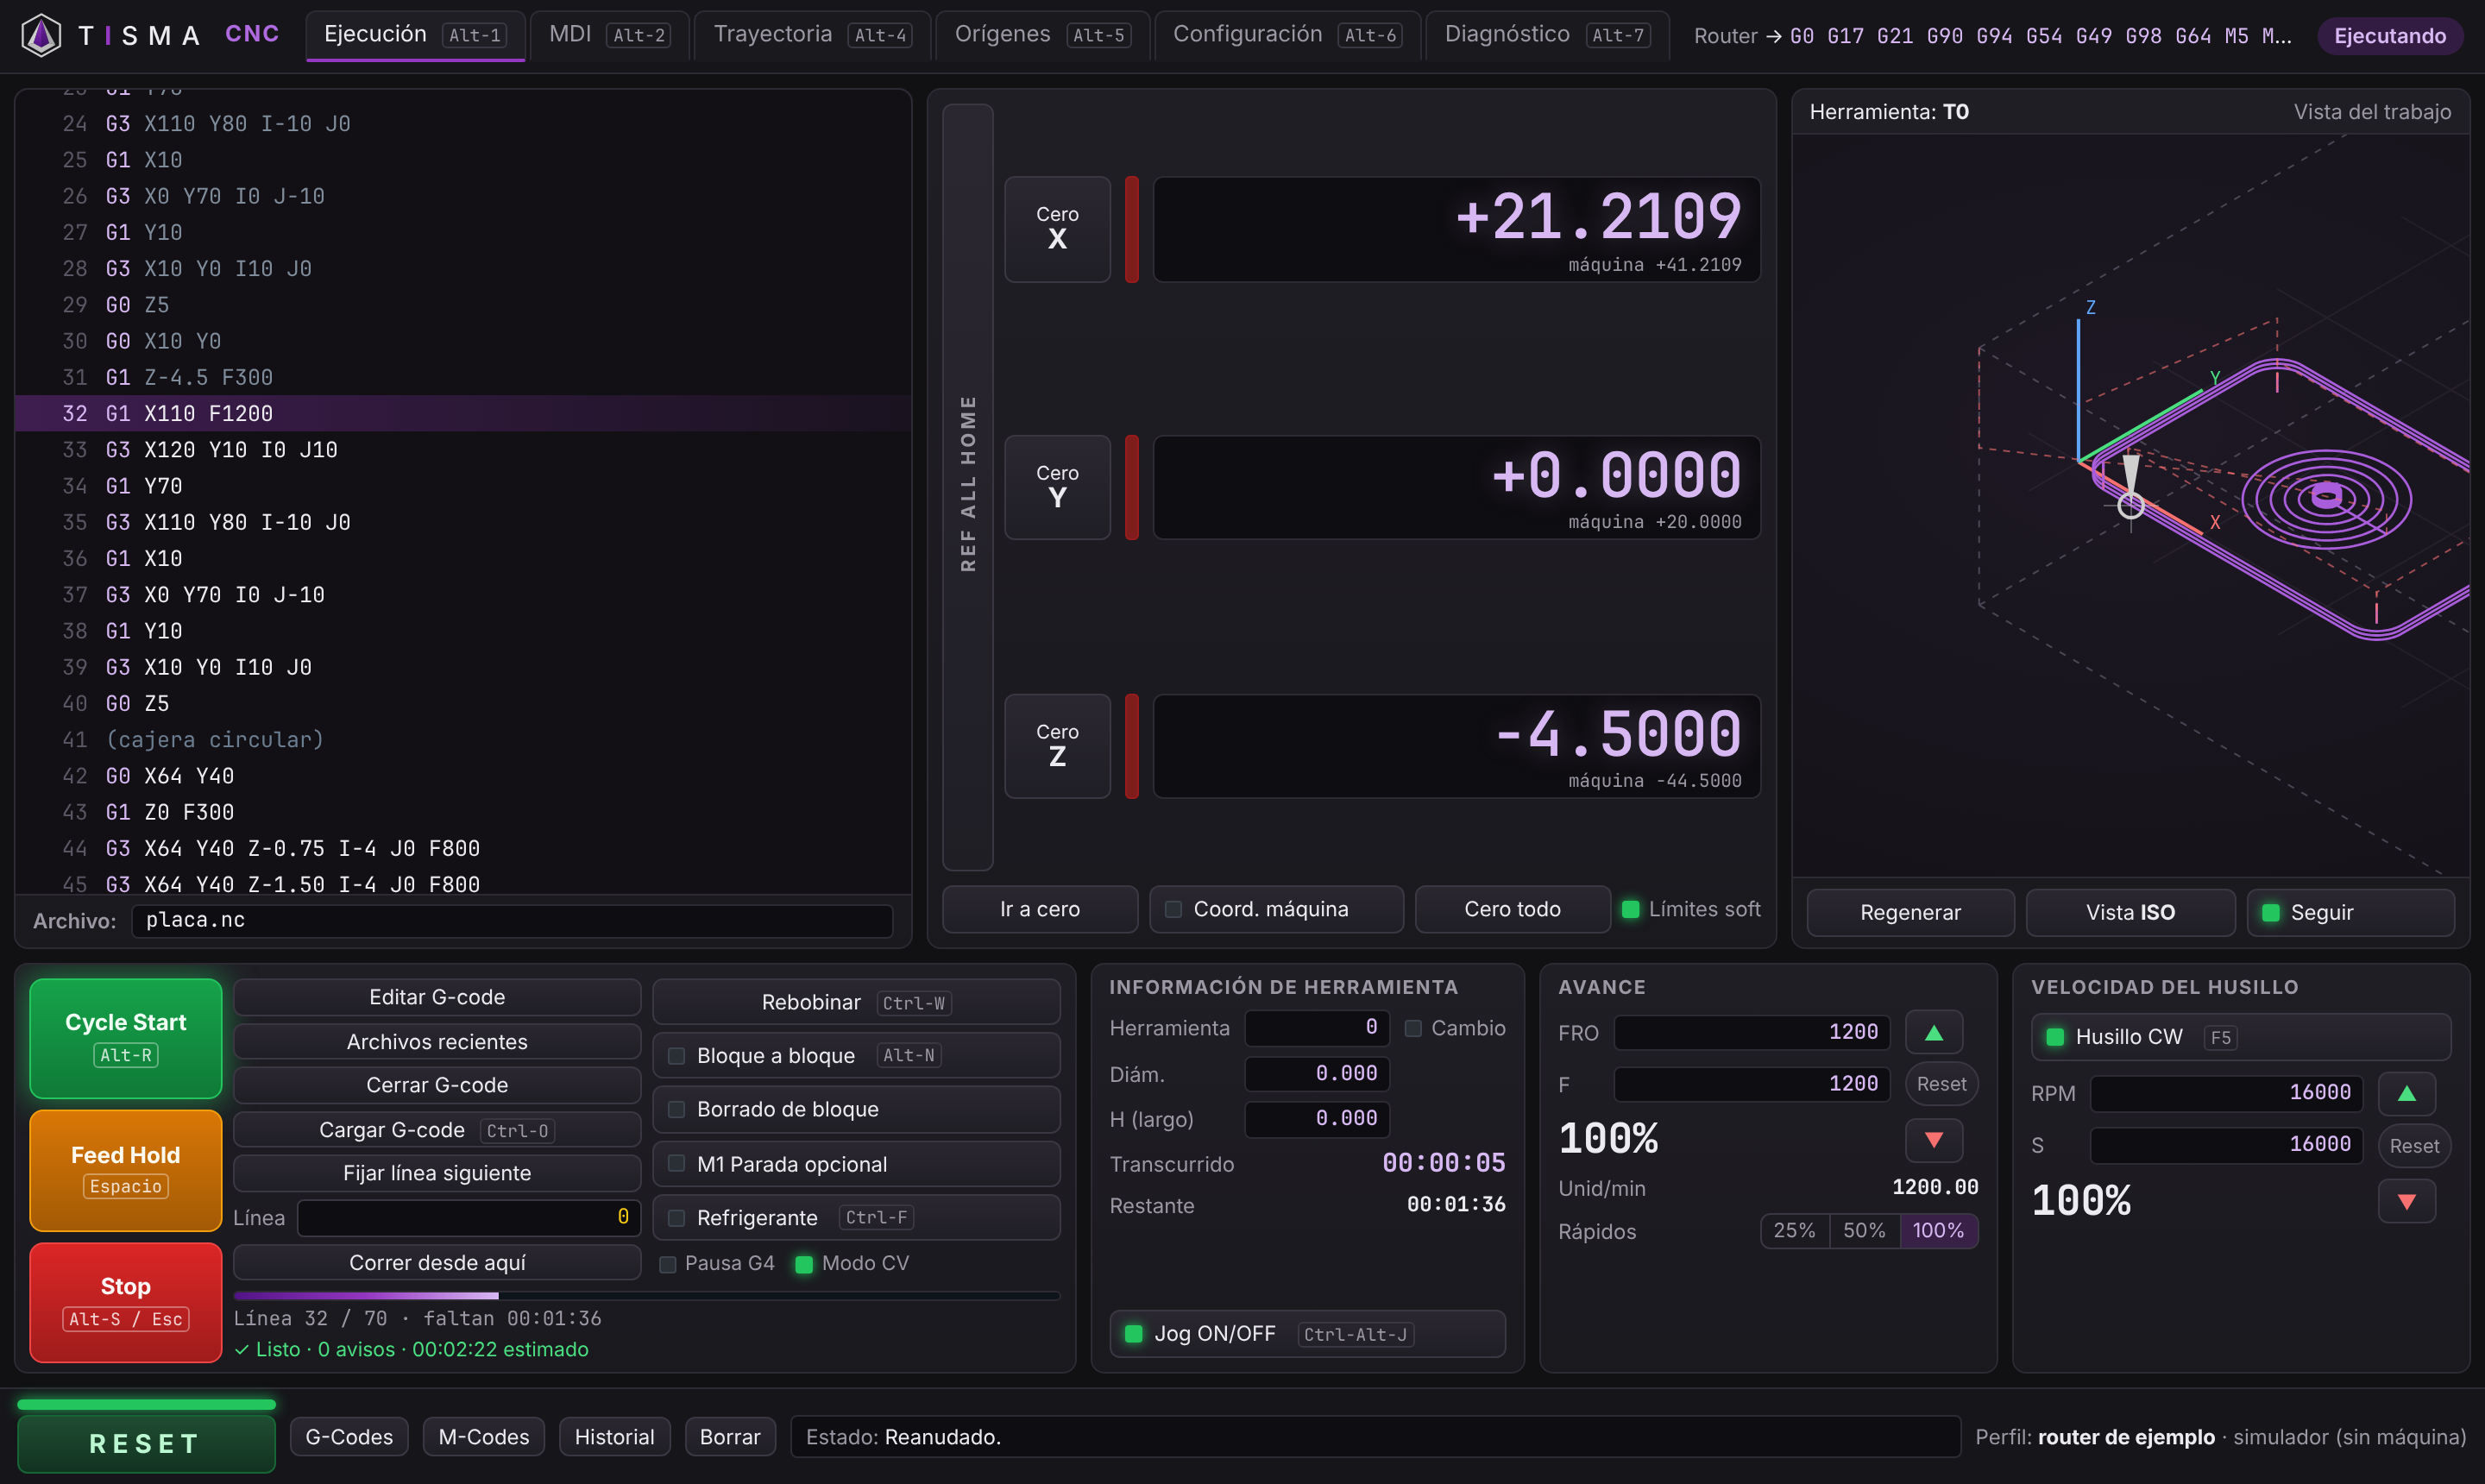 TISMA CNC
Ejecución Alt-1
MDI Alt-2
Trayectoria Alt-4
Orígenes Alt-5
Configuración Alt-6
Diagnóstico Alt-7
Router → G0 G17 G21 G90 G94 G54 G49 G98 G64 M5 M…
Ejecutando
24 G3 X110 Y80 I-10 J0
25 G1 X10
26 G3 X0 Y70 I0 J-10
27 G1 Y10
28 G3 X10 Y0 I10 J0
29 G0 Z5
30 G0 X10 Y0
31 G1 Z-4.5 F300
32 G1 X110 F1200
33 G3 X120 Y10 I0 J10
34 G1 Y70
35 G3 X110 Y80 I-10 J0
36 G1 X10
37 G3 X0 Y70 I0 J-10
38 G1 Y10
39 G3 X10 Y0 I10 J0
40 G0 Z5
41 (cajera circular)
42 G0 X64 Y40
43 G1 Z0 F300
44 G3 X64 Y40 Z-0.75 I-4 J0 F800
45 G3 X64 Y40 Z-1.50 I-4 J0 F800
Archivo: placa.nc
REF ALL HOME
Cero X
+21.2109
máquina +41.2109
Cero Y
+0.0000
máquina +20.0000
Cero Z
-4.5000
máquina -44.5000
Ir a cero
Coord. máquina
Cero todo
Límites soft
Herramienta: T0
Vista del trabajo
Z
Y
X
Regenerar
Vista ISO
Seguir
Cycle Start
Alt-R
Feed Hold
Espacio
Stop
Alt-S / Esc
Editar G-code
Archivos recientes
Cerrar G-code
Cargar G-code Ctrl-O
Fijar línea siguiente
Línea 0
Correr desde aquí
Rebobinar Ctrl-W
Bloque a bloque Alt-N
Borrado de bloque
M1 Parada opcional
Refrigerante Ctrl-F
Pausa G4 Modo CV
Línea 32 / 70 · faltan 00:01:36
✓ Listo · 0 avisos · 00:02:22 estimado
INFORMACIÓN DE HERRAMIENTA
Herramienta 0 Cambio
Diám. 0.000
H (largo) 0.000
Transcurrido 00:00:05
Restante 00:01:36
Jog ON/OFF Ctrl-Alt-J
AVANCE
FRO 1200 ▲
F 1200 Reset
100% ▼
Unid/min 1200.00
Rápidos 25% 50% 100%
VELOCIDAD DEL HUSILLO
Husillo CW F5
RPM 16000 ▲
S 16000 Reset
100% ▼
RESET
G-Codes
M-Codes
Historial
Borrar
Estado: Reanudado.
Perfil: router de ejemplo · simulador (sin máquina)